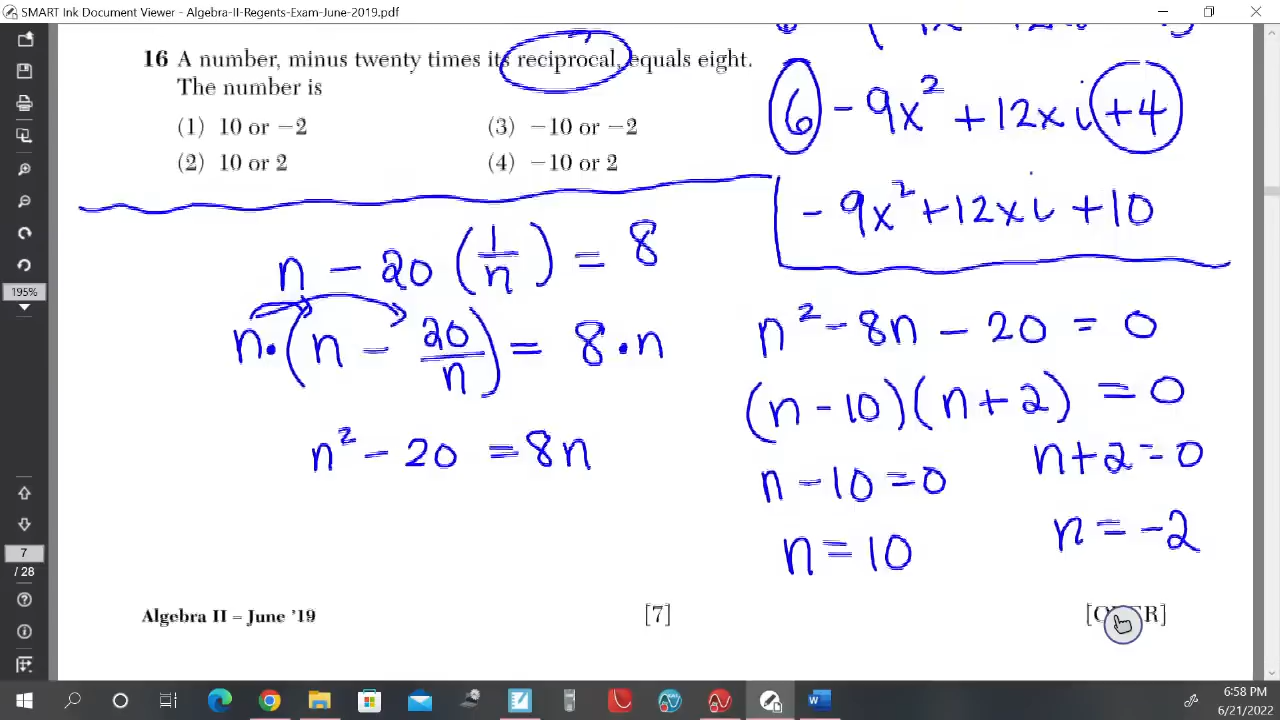 SMART Ink Document Viewer - Algebra-II-Regents-Exam-June-2019.pdf
16 A number, minus twenty times its reciprocal, equals eight.
The number is
(1) 10 or −2
(3) −10 or −2
(2) 10 or 2
(4) −10 or 2
6 - 9x² + 12xi + 4
- 9x² + 12xi + 10
n - 20 (1/n) = 8
n·(n - 20/n) = 8·n
n² - 20 = 8n
n² - 8n - 20 = 0
(n - 10)(n + 2) = 0
n - 10 = 0
n + 2 = 0
n = 10
n = -2
Algebra II – June ’19
[7]
195%
7
/ 28
6:58 PM
6/21/2022